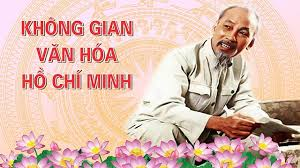 KHÔNG GIAN
VĂN HÓA
HỒ CHÍ MINH